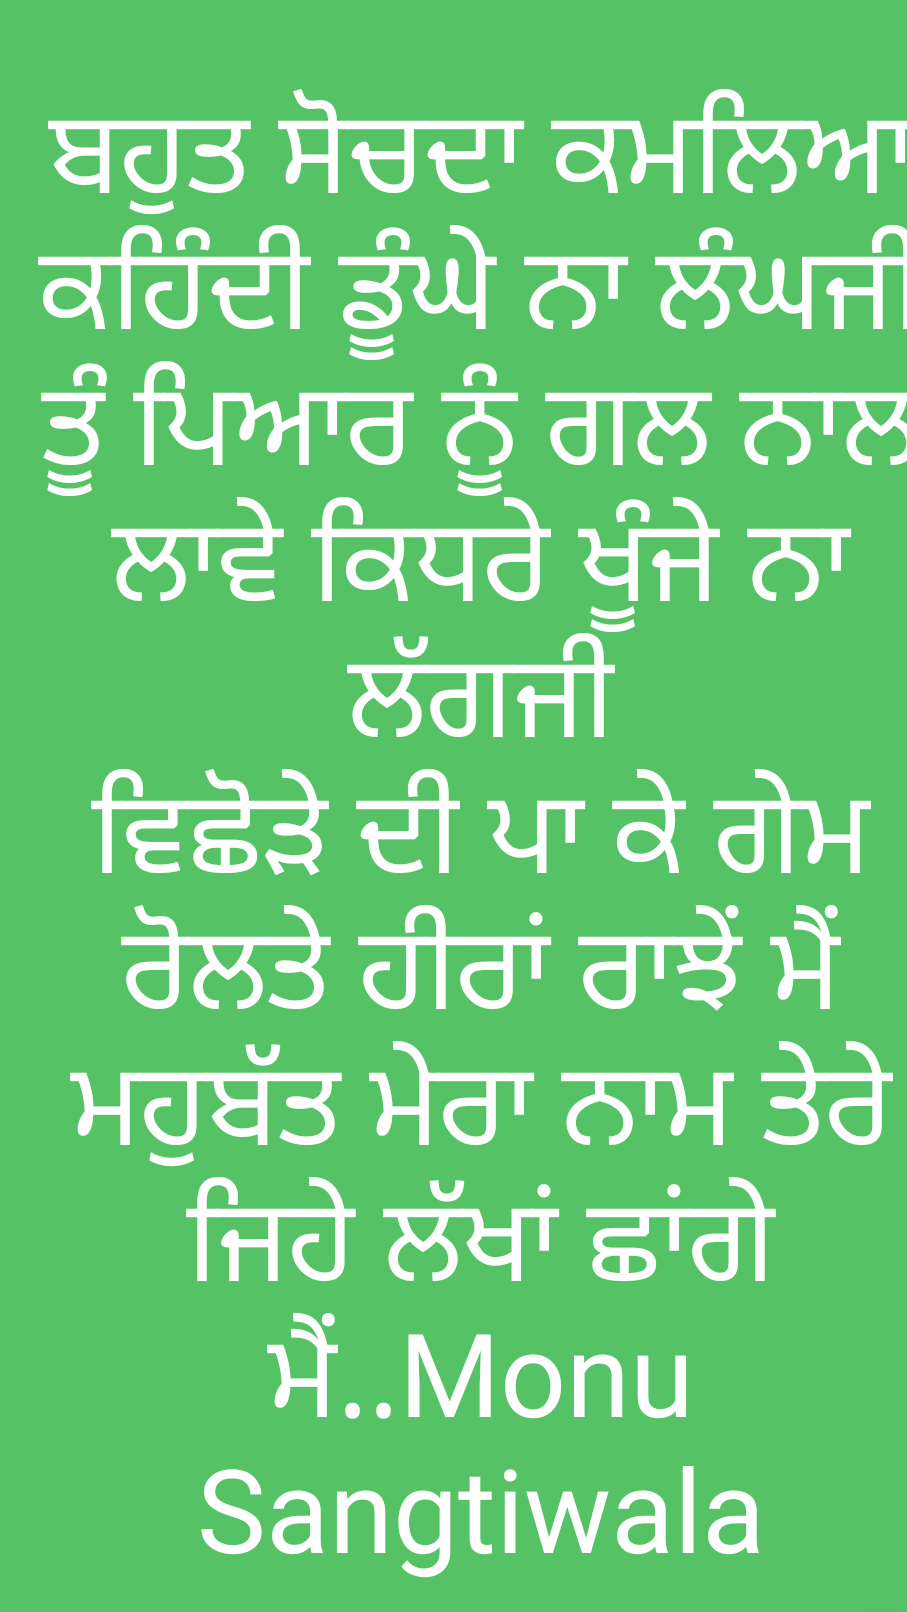 ਬਹੁਤ ਸੋਚਦਾ ਕਮਲਿਆ
ਕਹਿੰਦੀ ਡੂੰਘੇ ਨਾ ਲੰਘਜੀਂ
ਤੂੰ ਪਿਆਰ ਨੂੰ ਗਲ ਨਾਲ
ਲਾਵੇ ਕਿਧਰੇ ਖੂੰਜੇ ਨਾ
ਲੱਗਜੀ
ਵਿਛੋੜੇ ਦੀ ਪਾ ਕੇ ਗੇਮ
ਰੋਲਤੇ ਹੀਰਾਂ ਰਾਝੇਂ ਮੈਂ
ਮਹੁਬੱਤ ਮੇਰਾ ਨਾਮ ਤੇਰੇ
ਜਿਹੇ ਲੱਖਾਂ ਛਾਂਗੇ
ਮੈਂ..Monu
Sangtiwala